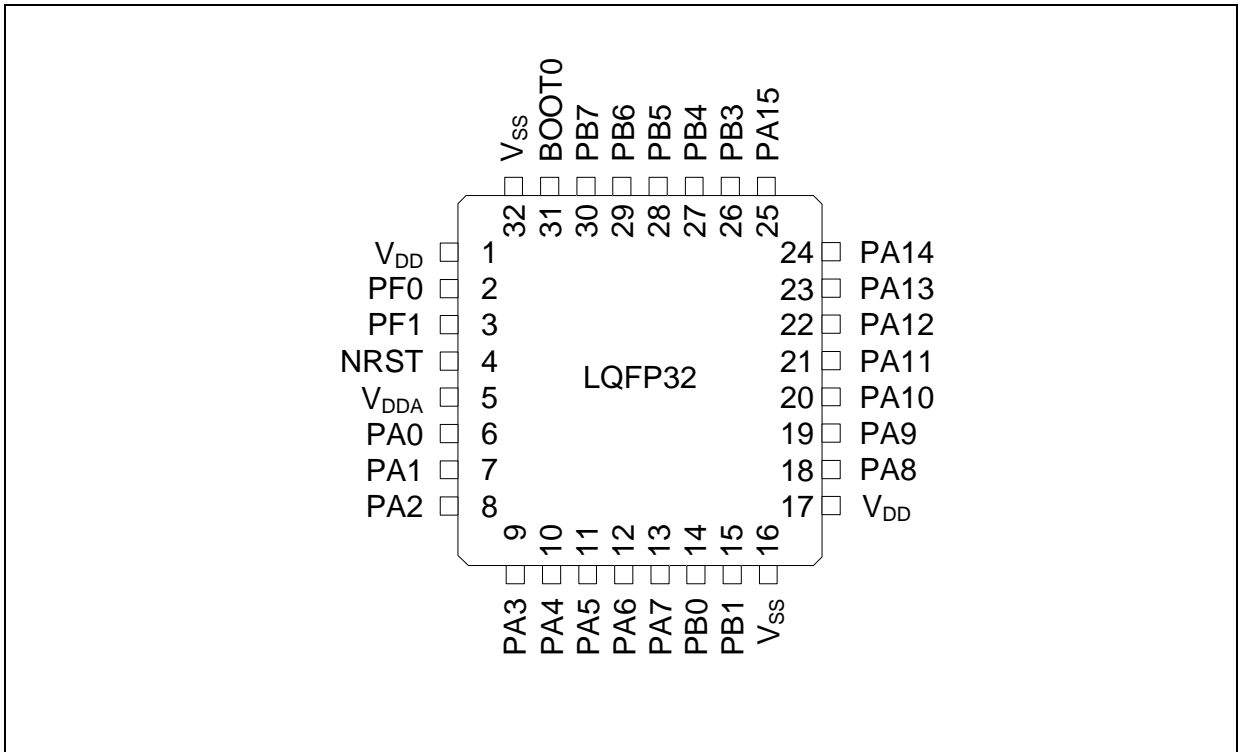 VSS
BOOT0
PB7
PB6
PB5
PB4
PB3
PA15
32
31
30
29
28
27
26
25
VDD 1
PF0 2
PF1 3
NRST 4
VDDA 5
PA0 6
PA1 7
PA2 8
LQFP32
24 PA14
23 PA13
22 PA12
21 PA11
20 PA10
19 PA9
18 PA8
17 VDD
9
10
11
12
13
14
15
16
PA3
PA4
PA5
PA6
PA7
PB0
PB1
VSS